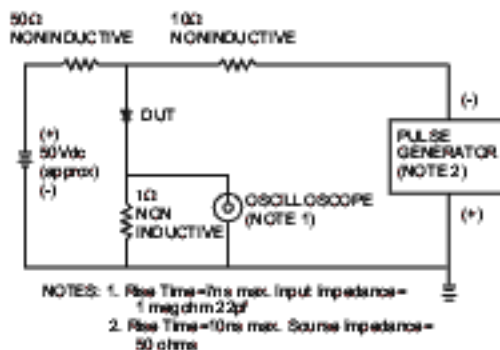 50Ω
NONINDUCTIVE
10Ω
NONINDUCTIVE
(+)
50Vdc
(approx)
(-)
DUT
1Ω
NON
INDUCTIVE
OSCILLOSCOPE
(NOTE 1)
(-)
PULSE
GENERATOR
(NOTE 2)
(+)
NOTES: 1. Rise Time=7ns max. Input Impedance=
1 megohm 22pf
2. Rise Time=10ns max. Sourse Impedance=
50 ohms